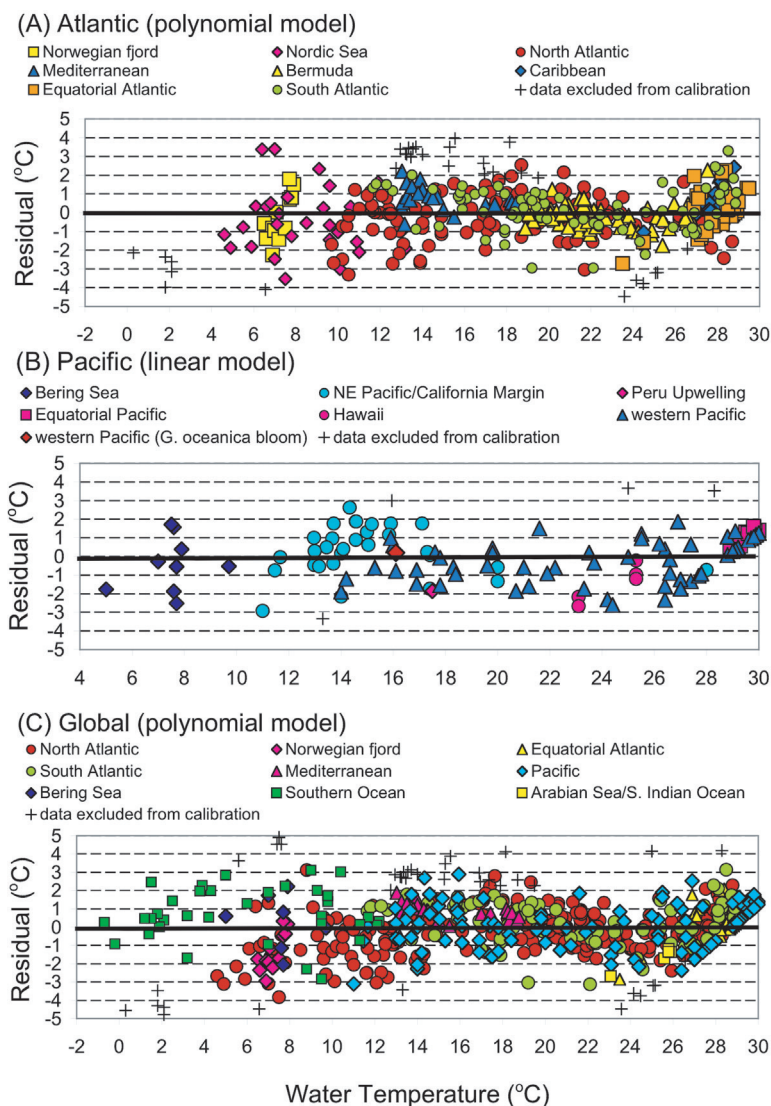 (A) Atlantic (polynomial model)
Norwegian fjord Nordic Sea North Atlantic
Mediterranean Bermuda Caribbean
Equatorial Atlantic South Atlantic data excluded from calibration
5
4
3
2
1
0
-1
-2
-3
-4
-5
Residual (°C)
-2 0 2 4 6 8 10 12 14 16 18 20 22 24 26 28 30
(B) Pacific (linear model)
Bering Sea NE Pacific/California Margin Peru Upwelling
Equatorial Pacific Hawaii western Pacific
western Pacific (G. oceanica bloom) data excluded from calibration
5
4
3
2
1
0
-1
-2
-3
-4
-5
Residual (°C)
4 6 8 10 12 14 16 18 20 22 24 26 28 30
(C) Global (polynomial model)
North Atlantic Norwegian fjord Equatorial Atlantic
South Atlantic Mediterranean Pacific
Bering Sea Southern Ocean Arabian Sea/S. Indian Ocean
data excluded from calibration
5
4
3
2
1
0
-1
-2
-3
-4
-5
Residual (°C)
-2 0 2 4 6 8 10 12 14 16 18 20 22 24 26 28 30
Water Temperature (°C)